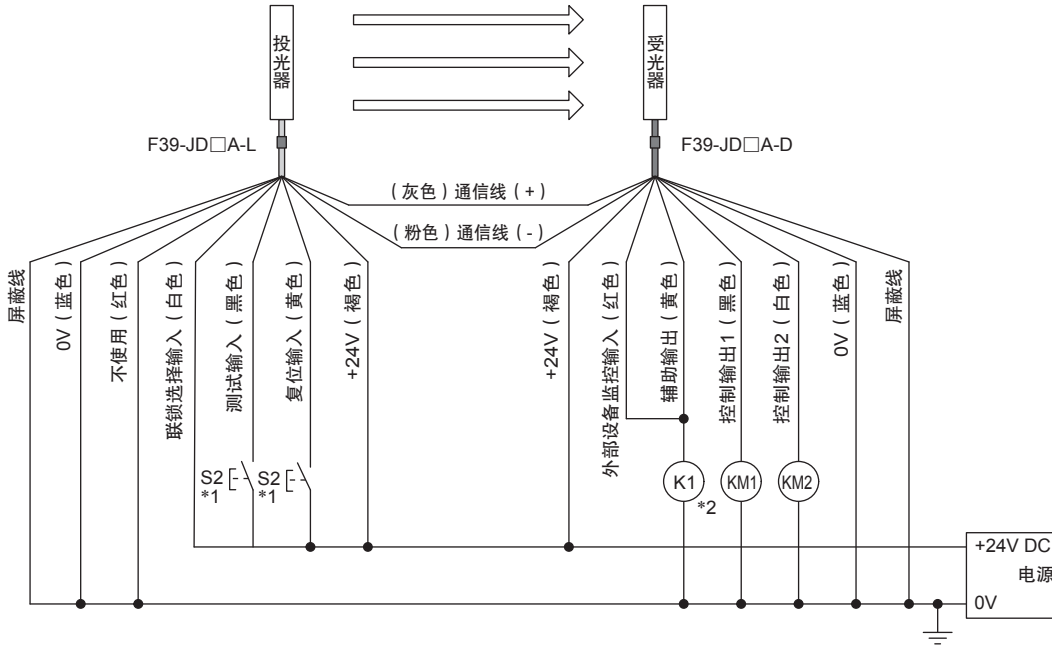 投光器
受光器
F39-JD□A-L
F39-JD□A-D
(灰色)通信线(+)
(粉色)通信线(-)
屏蔽线
0V(蓝色)
不使用(红色)
联锁选择输入(白色)
测试输入(黑色)
复位输入(黄色)
+24V(褐色)
+24V(褐色)
外部设备监控输入(红色)
辅助输出(黄色)
控制输出1(黑色)
控制输出2(白色)
0V(蓝色)
屏蔽线
S2
*1
S2
*1
K1
*2
KM1
KM2
+24V DC
电源
0V